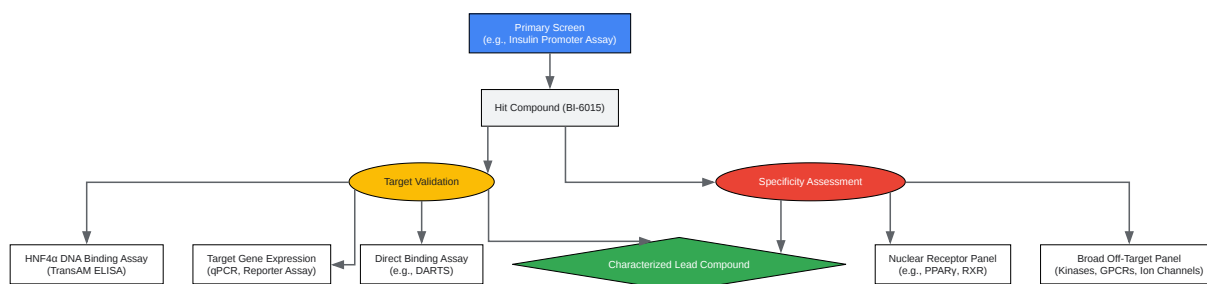 Primary Screen
(e.g., Insulin Promoter Assay)
Hit Compound (BI-6015)
Target Validation
Specificity Assessment
HNF4α DNA Binding Assay
(TransAM ELISA)
Target Gene Expression
(qPCR, Reporter Assay)
Direct Binding Assay
(e.g., DARTS)
Characterized Lead Compound
Nuclear Receptor Panel
(e.g., PPARγ, RXR)
Broad Off-Target Panel
(Kinases, GPCRs, Ion Channels)